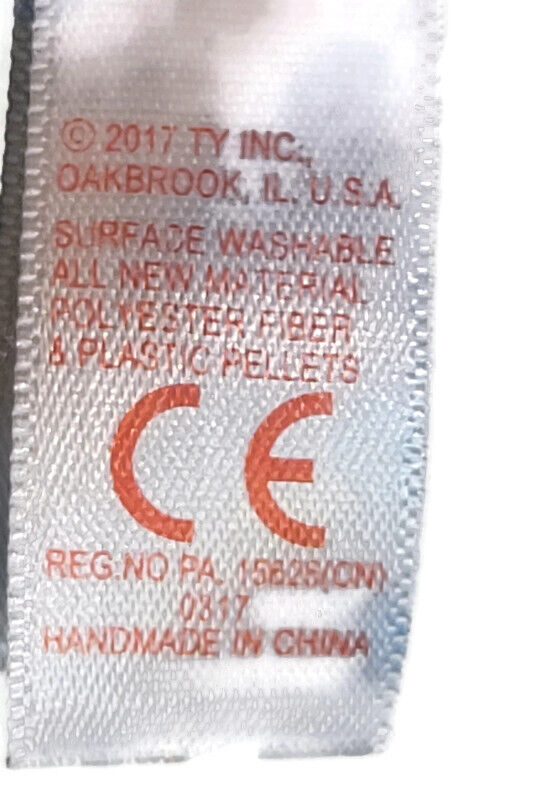 © 2017 TY INC.,
OAKBROOK, IL. U.S.A.
SURFACE WASHABLE
ALL NEW MATERIAL
POLYESTER FIBER
& PLASTIC PELLETS
CE
REG.NO PA. (CN)
0317
HANDMADE IN CHINA